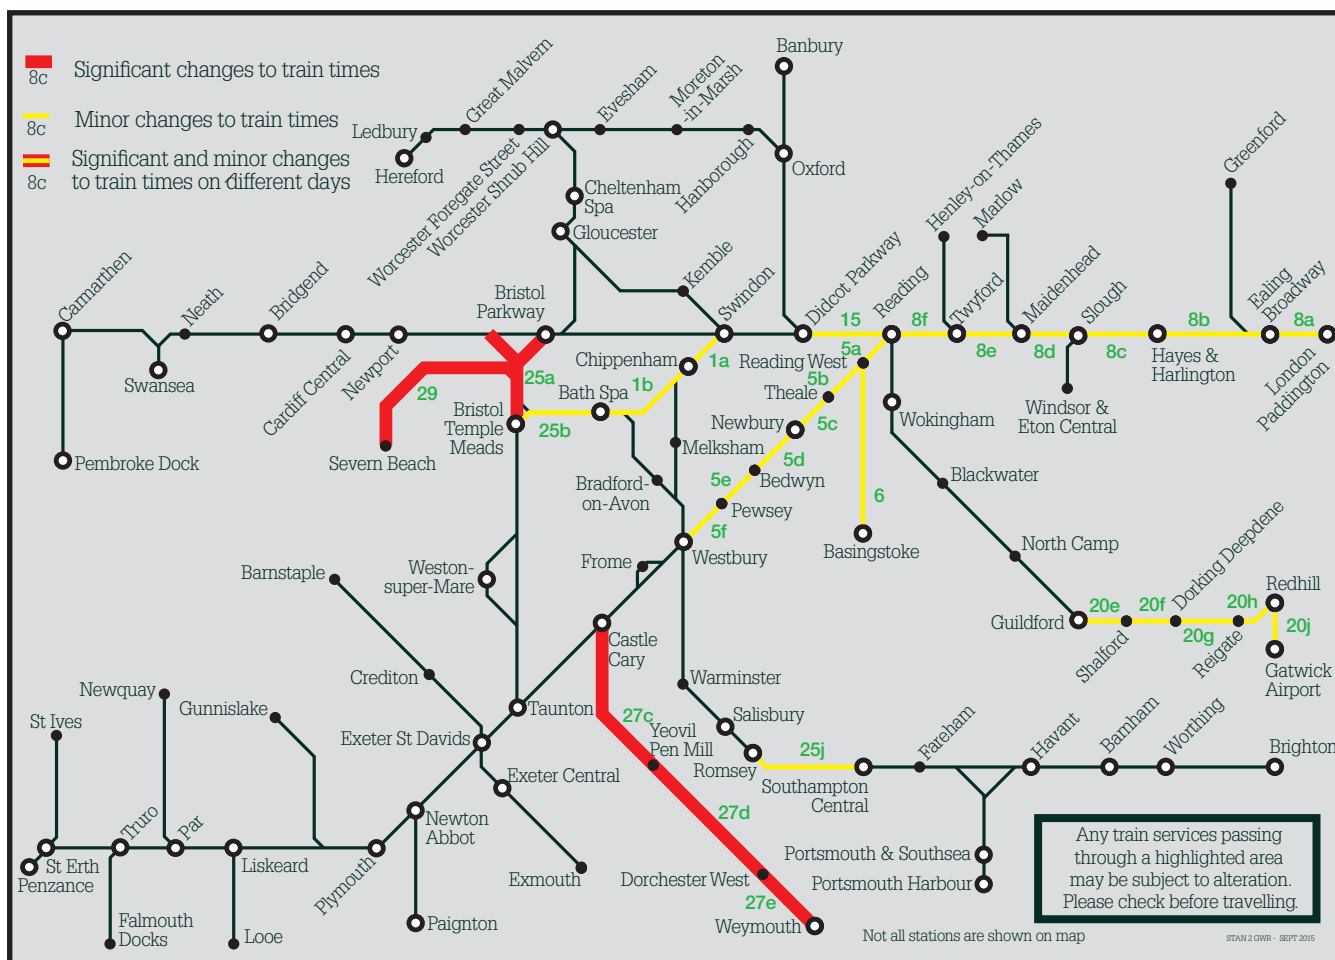 8c
Significant changes to train times
8c
Minor changes to train times
8c
Significant and minor changes
to train times on different days
Banbury
Great Malvern
Evesham
Moreton
-in-Marsh
Ledbury
Hereford
Worcester Foregate Street
Worcester Shrub Hill
Hanborough
Oxford
Henley-on-Thames
Marlow
Greenford
Cheltenham
Spa
Gloucester
Kemble
Carmarthen
Neath
Bridgend
Bristol
Parkway
Swindon
Didcot Parkway
Reading
Twyford
Maidenhead
Slough
Ealing
Broadway
15
8f
8e
8d
8c
8b
8a
Swansea
Cardiff Central
Newport
Chippenham
1a
Reading West
5a
Hayes &
Harlington
London
Paddington
29
25a
Bath Spa
1b
Theale
5b
Bristol
Temple
Meads
25b
Newbury
5c
Wokingham
Windsor &
Eton Central
Pembroke Dock
Severn Beach
Melksham
5d
Bedwyn
Bradford-
on-Avon
5e
Pewsey
6
Blackwater
5f
Westbury
Basingstoke
North Camp
Barnstaple
Weston-
super-Mare
Frome
Dorking Deepdene
Redhill
Guildford
20e
20f
20h
Shalford
20g
Reigate
20j
Gatwick
Airport
Castle
Cary
Crediton
Warminster
Newquay
St Ives
Gunnislake
Taunton
27c
Salisbury
Exeter St Davids
Yeovil
Pen Mill
Romsey
25j
Fareham
Havant
Barnham
Worthing
Brighton
Exeter Central
Southampton
Central
27d
Newton
Abbot
Truro
Par
Liskeard
St Erth
Penzance
Plymouth
Exmouth
Dorchester West
Portsmouth & Southsea
Portsmouth Harbour
27e
Weymouth
Falmouth
Docks
Looe
Paignton
Any train services passing
through a highlighted area
may be subject to alteration.
Please check before travelling.
Not all stations are shown on map
STAN 2 GWR - SEPT 2015